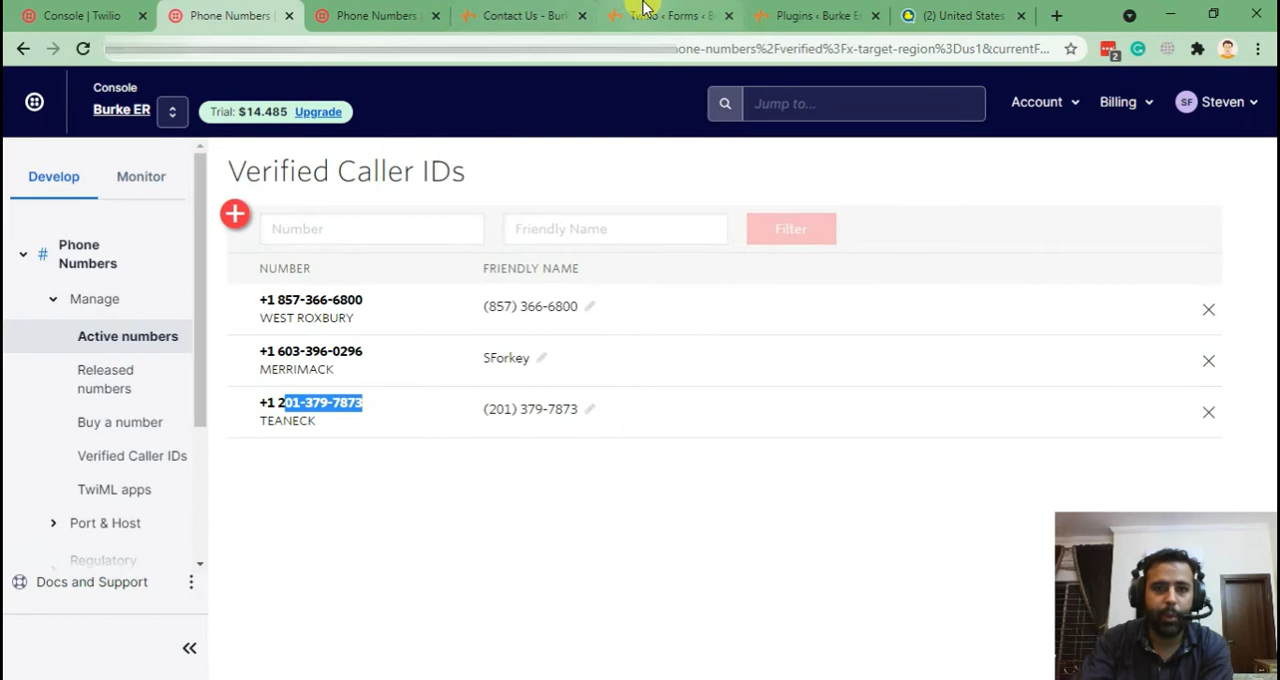 Console | Twilio
Phone Numbers
Phone Numbers
Contact Us - Burk
Twilio ‹ Forms ‹ B
Plugins ‹ Burke E
(2) United States
one-numbers%2Fverified%3Fx-target-region%3Dus1&currentF...
2
Console
Burke ER
Trial: $14.485 Upgrade
Jump to...
Account
Billing
SF
Steven
Develop
Monitor
Verified Caller IDs
Number
Friendly Name
Filter
# Phone
Numbers
NUMBER
FRIENDLY NAME
Manage
+1 857-366-6800
WEST ROXBURY
(857) 366-6800
Active numbers
+1 603-396-0296
MERRIMACK
SForkey
Released
numbers
+1 201-379-7873
TEANECK
(201) 379-7873
Buy a number
Verified Caller IDs
TwiML apps
Port & Host
Regulatory
Docs and Support